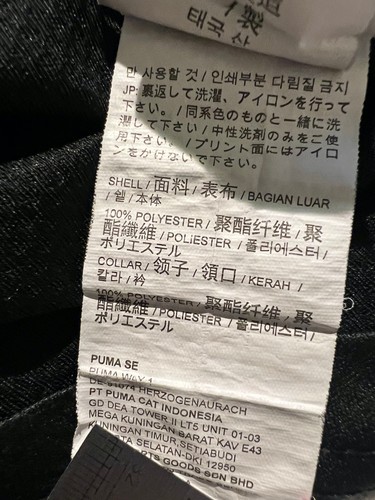 / 製
태국 산
만 사용할 것 / 인쇄부분 다림질 금지
JP: 裏返して洗濯、アイロンを行って
下さい。/ 同系色のものと一緒に洗
濯して下さい / 中性洗剤のみをご使
用下さい。/ プリント面にはアイロ
ンをかけないで下さい。
SHELL / 面料 / 表布 / BAGIAN LUAR
/ 쉘 / 本体
100% POLYESTER / 聚酯纤维 / 聚
酯纖維 / POLiESTER / 폴리에스터 /
ポリエステル
COLLAR / 领子 / 領口 / KERAH /
칼라 / 衿
100% POLYESTER / 聚酯纤维 / 聚
酯纖維 / POLiESTER / 폴리에스터 /
ポリエステル
PUMA SE
PUMA WAY 1
DE-91074 HERZOGENAURACH
PT PUMA CAT INDONESIA
GD DEA TOWER II LT5 UNIT 01-03
MEGA KUNINGAN BARAT KAV E43
KUNINGAN TIMUR,SETIABUDI
SELATAN-DKI 12950
GOODS SDN BHD